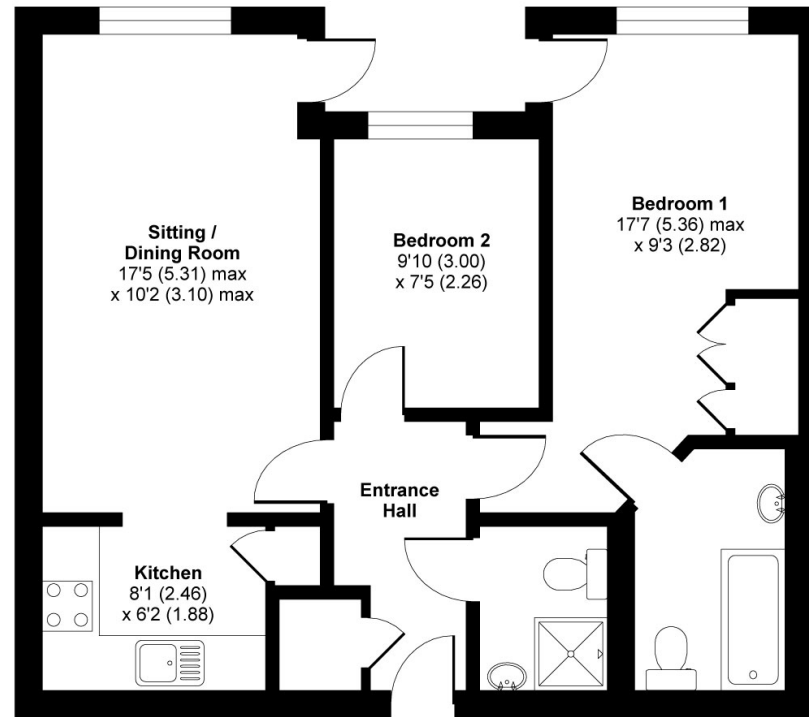 Sitting /
Dining Room
17'5 (5.31) max
x 10'2 (3.10) max
Bedroom 2
9'10 (3.00)
x 7'5 (2.26)
Bedroom 1
17'7 (5.36) max
x 9'3 (2.82)
Entrance
Hall
Kitchen
8'1 (2.46)
x 6'2 (1.88)